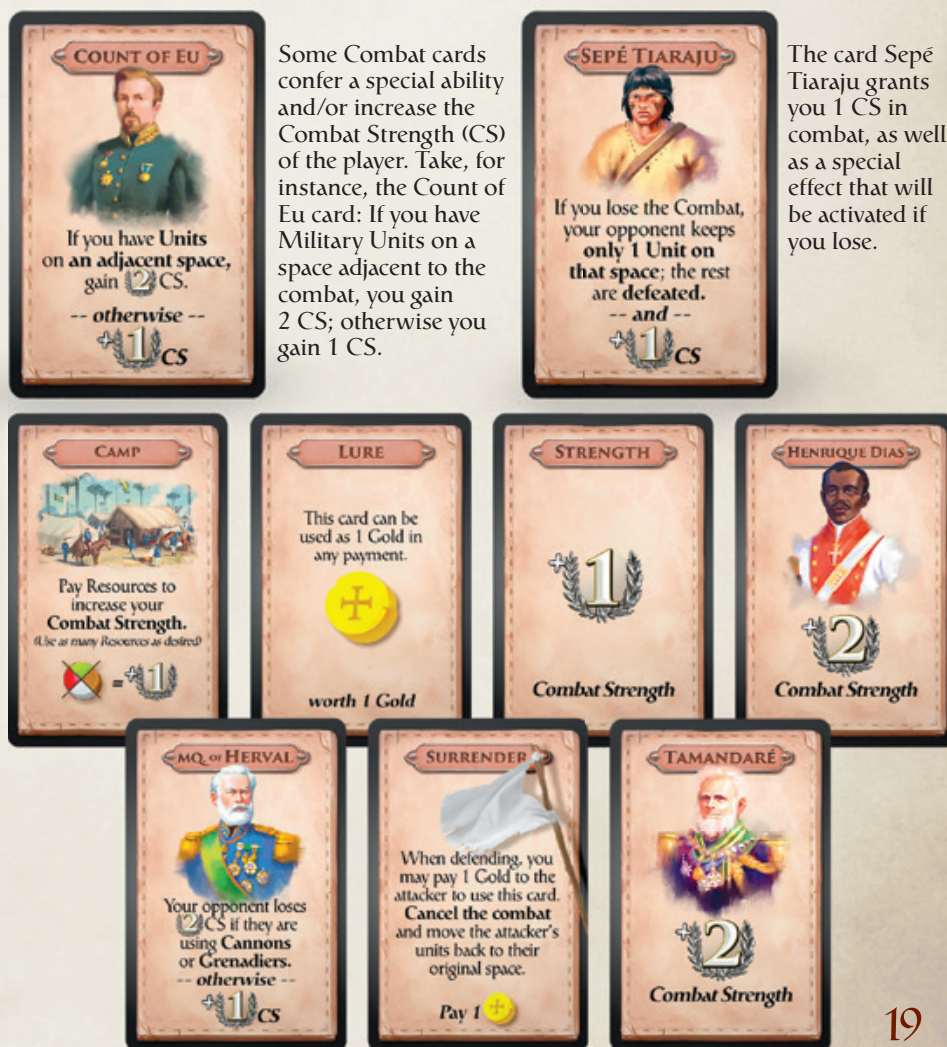 COUNT OF EU
If you have Units
on an adjacent space,
gain 2 CS.
-- otherwise --
+1 CS
Some Combat cards
confer a special ability
and/or increase the
Combat Strength (CS)
of the player. Take, for
instance, the Count of
Eu card: If you have
Military Units on a
space adjacent to the
combat, you gain
2 CS; otherwise you
gain 1 CS.
SEPÉ TIARAJU
If you lose the Combat,
your opponent keeps
only 1 Unit on
that space; the rest
are defeated.
-- and --
+1 CS
The card Sepé
Tiaraju grants
you 1 CS in
combat, as well
as a special
effect that will
be activated if
you lose.
CAMP
Pay Resources to
increase your
Combat Strength.
(Use as many Resources as desired)
= +1
LURE
This card can be
used as 1 Gold in
any payment.
worth 1 Gold
STRENGTH
+1
Combat Strength
HENRIQUE DIAS
+2
Combat Strength
MQ. OF HERVAL
Your opponent loses
2 CS if they are
using Cannons
or Grenadiers.
-- otherwise --
+1 CS
SURRENDER
When defending, you
may pay 1 Gold to the
attacker to use this card.
Cancel the combat
and move the attacker's
units back to their
original space.
Pay 1
TAMANDARÉ
+2
Combat Strength
19